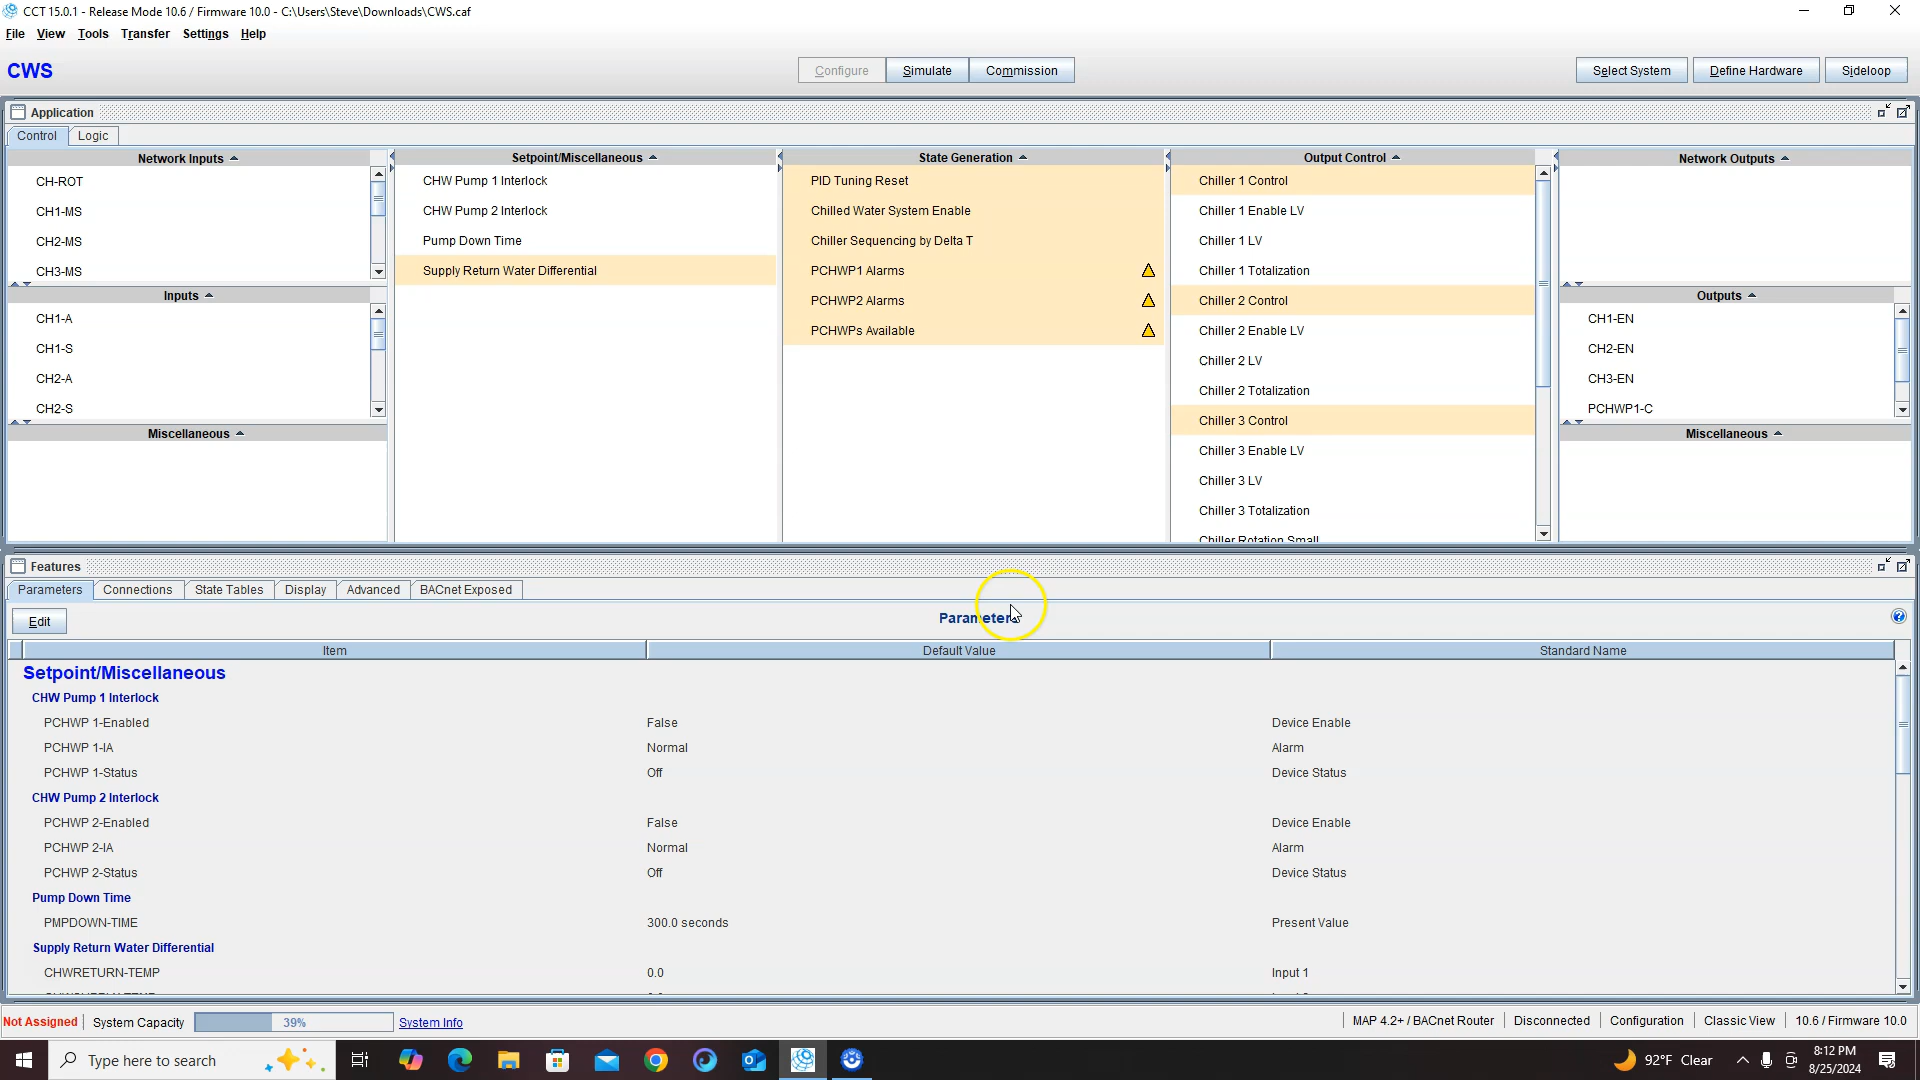 CCT 15.0.1 - Release Mode 10.6 / Firmware 10.0 - C:\Users\Steve\Downloads\CWS.caf
File View Tools Transfer Settings Help
CWS
Configure Simulate Commission
Select System Define Hardware Sideloop
Application
Control Logic
Network Inputs
CH-ROT
CH1-MS
CH2-MS
CH3-MS
Inputs
CH1-A
CH1-S
CH2-A
CH2-S
Miscellaneous
Setpoint/Miscellaneous
CHW Pump 1 Interlock
CHW Pump 2 Interlock
Pump Down Time
Supply Return Water Differential
State Generation
PID Tuning Reset
Chilled Water System Enable
Chiller Sequencing by Delta T
PCHWP1 Alarms
PCHWP2 Alarms
PCHWPs Available
Output Control
Chiller 1 Control
Chiller 1 Enable LV
Chiller 1 LV
Chiller 1 Totalization
Chiller 2 Control
Chiller 2 Enable LV
Chiller 2 LV
Chiller 2 Totalization
Chiller 3 Control
Chiller 3 Enable LV
Chiller 3 LV
Chiller 3 Totalization
Chiller Rotation Small
Network Outputs
Outputs
CH1-EN
CH2-EN
CH3-EN
PCHWP1-C
Miscellaneous
Features
Parameters Connections State Tables Display Advanced BACnet Exposed
Edit
Parameters
Item Default Value Standard Name
Setpoint/Miscellaneous
CHW Pump 1 Interlock
PCHWP 1-Enabled False Device Enable
PCHWP 1-IA Normal Alarm
PCHWP 1-Status Off Device Status
CHW Pump 2 Interlock
PCHWP 2-Enabled False Device Enable
PCHWP 2-IA Normal Alarm
PCHWP 2-Status Off Device Status
Pump Down Time
PMPDOWN-TIME 300.0 seconds Present Value
Supply Return Water Differential
CHWRETURN-TEMP 0.0 Input 1
Not Assigned System Capacity 39% System Info
MAP 4.2+ / BACnet Router Disconnected Configuration Classic View 10.6 / Firmware 10.0
Type here to search
92°F Clear
8:12 PM
8/25/2024